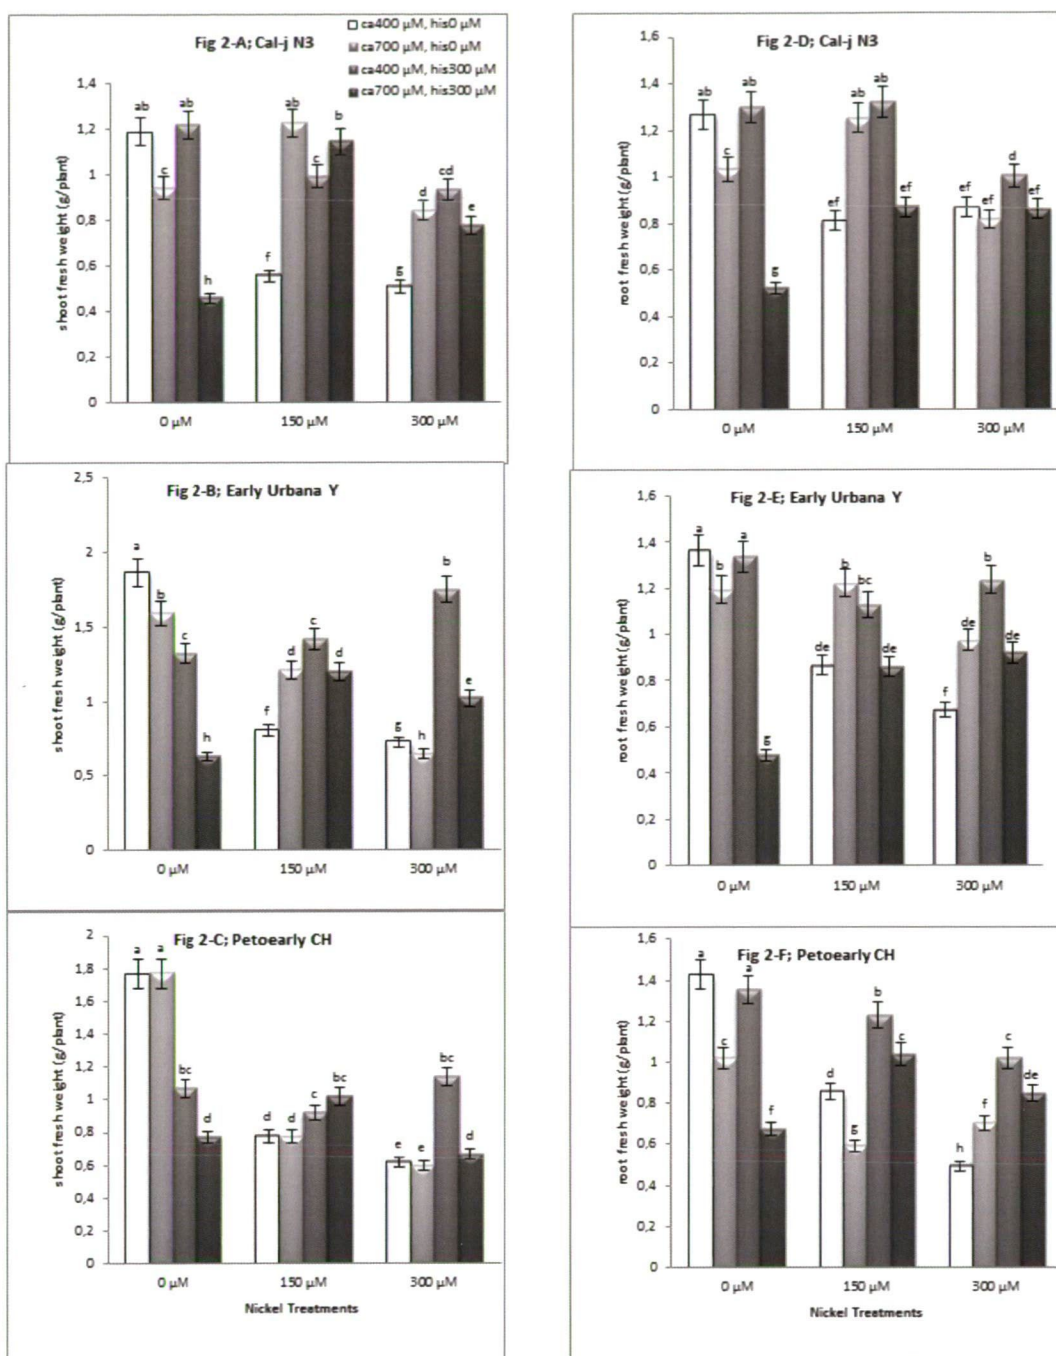 Fig 2-A; Cal-j N3
ca400 µM, his0 µM
ca700 µM, his0 µM
ca400 µM, his300 µM
ca700 µM, his300 µM
shoot fresh weight (g/plant)
1,4
1,2
1
0,8
0,6
0,4
0,2
0
ab
c
ab
h
f
ab
c
b
g
d
cd
e
0 µM
150 µM
300 µM
Fig 2-D; Cal-j N3
root fresh weight (g/plant)
1,6
1,4
1,2
1
0,8
0,6
0,4
0,2
0
ab
c
ab
g
ef
ab
ab
ef
ef
ef
d
ef
0 µM
150 µM
300 µM
Fig 2-B; Early Urbana Y
shoot fresh weight (g/plant)
2,5
2
1,5
1
0,5
0
a
b
c
h
f
d
c
d
g
h
b
e
0 µM
150 µM
300 µM
Fig 2-E; Early Urbana Y
root fresh weight (g/plant)
1,6
1,4
1,2
1
0,8
0,6
0,4
0,2
0
a
b
a
g
de
b
bc
de
f
de
b
de
0 µM
150 µM
300 µM
Fig 2-C; Petoearly CH
shoot fresh weight (g/plant)
2
1,8
1,6
1,4
1,2
1
0,8
0,6
0,4
0,2
0
a
a
bc
d
d
d
c
bc
e
e
bc
d
0 µM
150 µM
300 µM
Nickel Treatments
Fig 2-F; Petoearly CH
root fresh weight (g/plant)
1,6
1,4
1,2
1
0,8
0,6
0,4
0,2
0
a
c
a
f
d
g
b
c
h
f
c
de
0 µM
150 µM
300 µM
Nickel Treatments